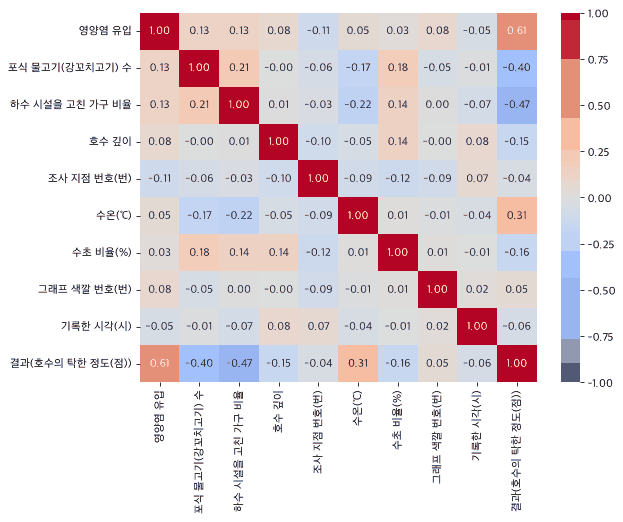 영양염 유입 1.00 0.13 0.13 0.08 -0.11 0.05 0.03 0.08 -0.05 0.61
포식 물고기(강꼬치고기) 수 0.13 1.00 0.21 -0.00 -0.06 -0.17 0.18 -0.05 -0.01 -0.40
하수 시설을 고친 가구 비율 0.13 0.21 1.00 0.01 -0.03 -0.22 0.14 0.00 -0.07 -0.47
호수 깊이 0.08 -0.00 0.01 1.00 -0.10 -0.05 0.14 -0.00 0.08 -0.15
조사 지점 번호(번) -0.11 -0.06 -0.03 -0.10 1.00 -0.09 -0.12 -0.09 0.07 -0.04
수온(℃) 0.05 -0.17 -0.22 -0.05 -0.09 1.00 0.01 -0.01 -0.04 0.31
수초 비율(%) 0.03 0.18 0.14 0.14 -0.12 0.01 1.00 0.01 -0.01 -0.16
그래프 색깔 번호(번) 0.08 -0.05 0.00 -0.00 -0.09 -0.01 0.01 1.00 0.02 0.05
기록한 시각(시) -0.05 -0.01 -0.07 0.08 0.07 -0.04 -0.01 0.02 1.00 -0.06
결과(호수의 탁한 정도(점)) 0.61 -0.40 -0.47 -0.15 -0.04 0.31 -0.16 0.05 -0.06 1.00
영양염 유입
포식 물고기(강꼬치고기) 수
하수 시설을 고친 가구 비율
호수 깊이
조사 지점 번호(번)
수온(℃)
수초 비율(%)
그래프 색깔 번호(번)
기록한 시각(시)
결과(호수의 탁한 정도(점))
1.00
0.75
0.50
0.25
0.00
-0.25
-0.50
-0.75
-1.00